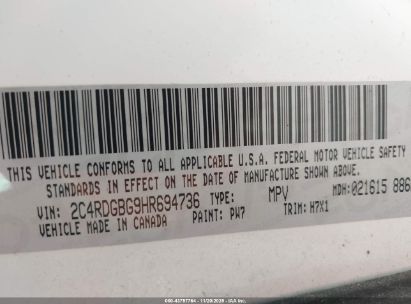 THIS VEHICLE CONFORMS TO ALL APPLICABLE U.S.A. FEDERAL MOTOR VEHICLE SAFETY
STANDARDS IN EFFECT ON THE DATE OF MANUFACTURE SHOWN ABOVE.
VIN: 2C4RDGBG9HR694736 TYPE: MPV MDH: 021615 886
VEHICLE MADE IN CANADA PAINT: PW7 TRIM: H7X1